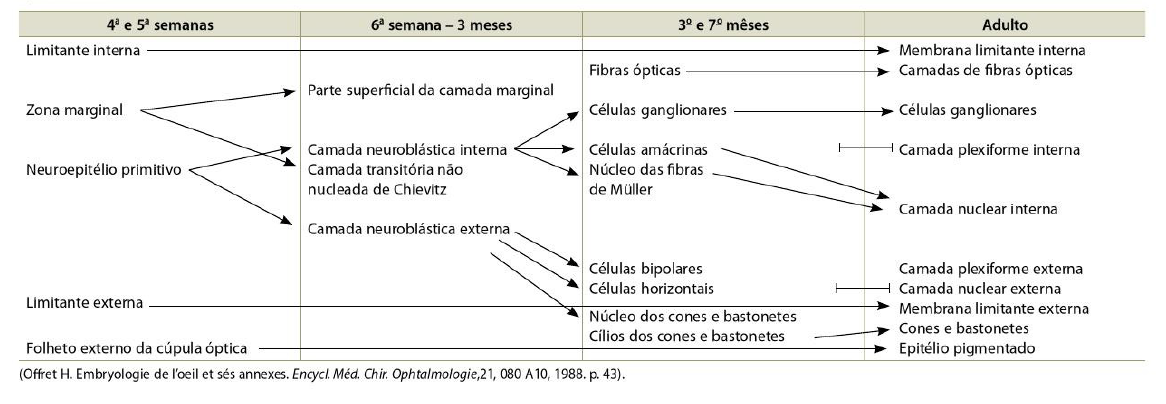 4ª e 5ª semanas 6ª semana – 3 meses 3º e 7º mêses Adulto
Limitante interna Membrana limitante interna
Fibras ópticas Camadas de fibras ópticas
Parte superficial da camada marginal
Zona marginal Células ganglionares Células ganglionares
Camada neuroblástica interna Células amácrinas Camada plexiforme interna
Neuroepitélio primitivo Camada transitória não Núcleo das fibras
nucleada de Chievitz de Müller
Camada nuclear interna
Camada neuroblástica externa
Células bipolares Camada plexiforme externa
Células horizontais Camada nuclear externa
Limitante externa Membrana limitante externa
Núcleo dos cones e bastonetes
Cílios dos cones e bastonetes Cones e bastonetes
Folheto externo da cúpula óptica Epitélio pigmentado
(Offret H. Embryologie de l’oeil et sés annexes. Encycl. Méd. Chir. Ophtalmologie,21, 080 A10, 1988. p. 43).